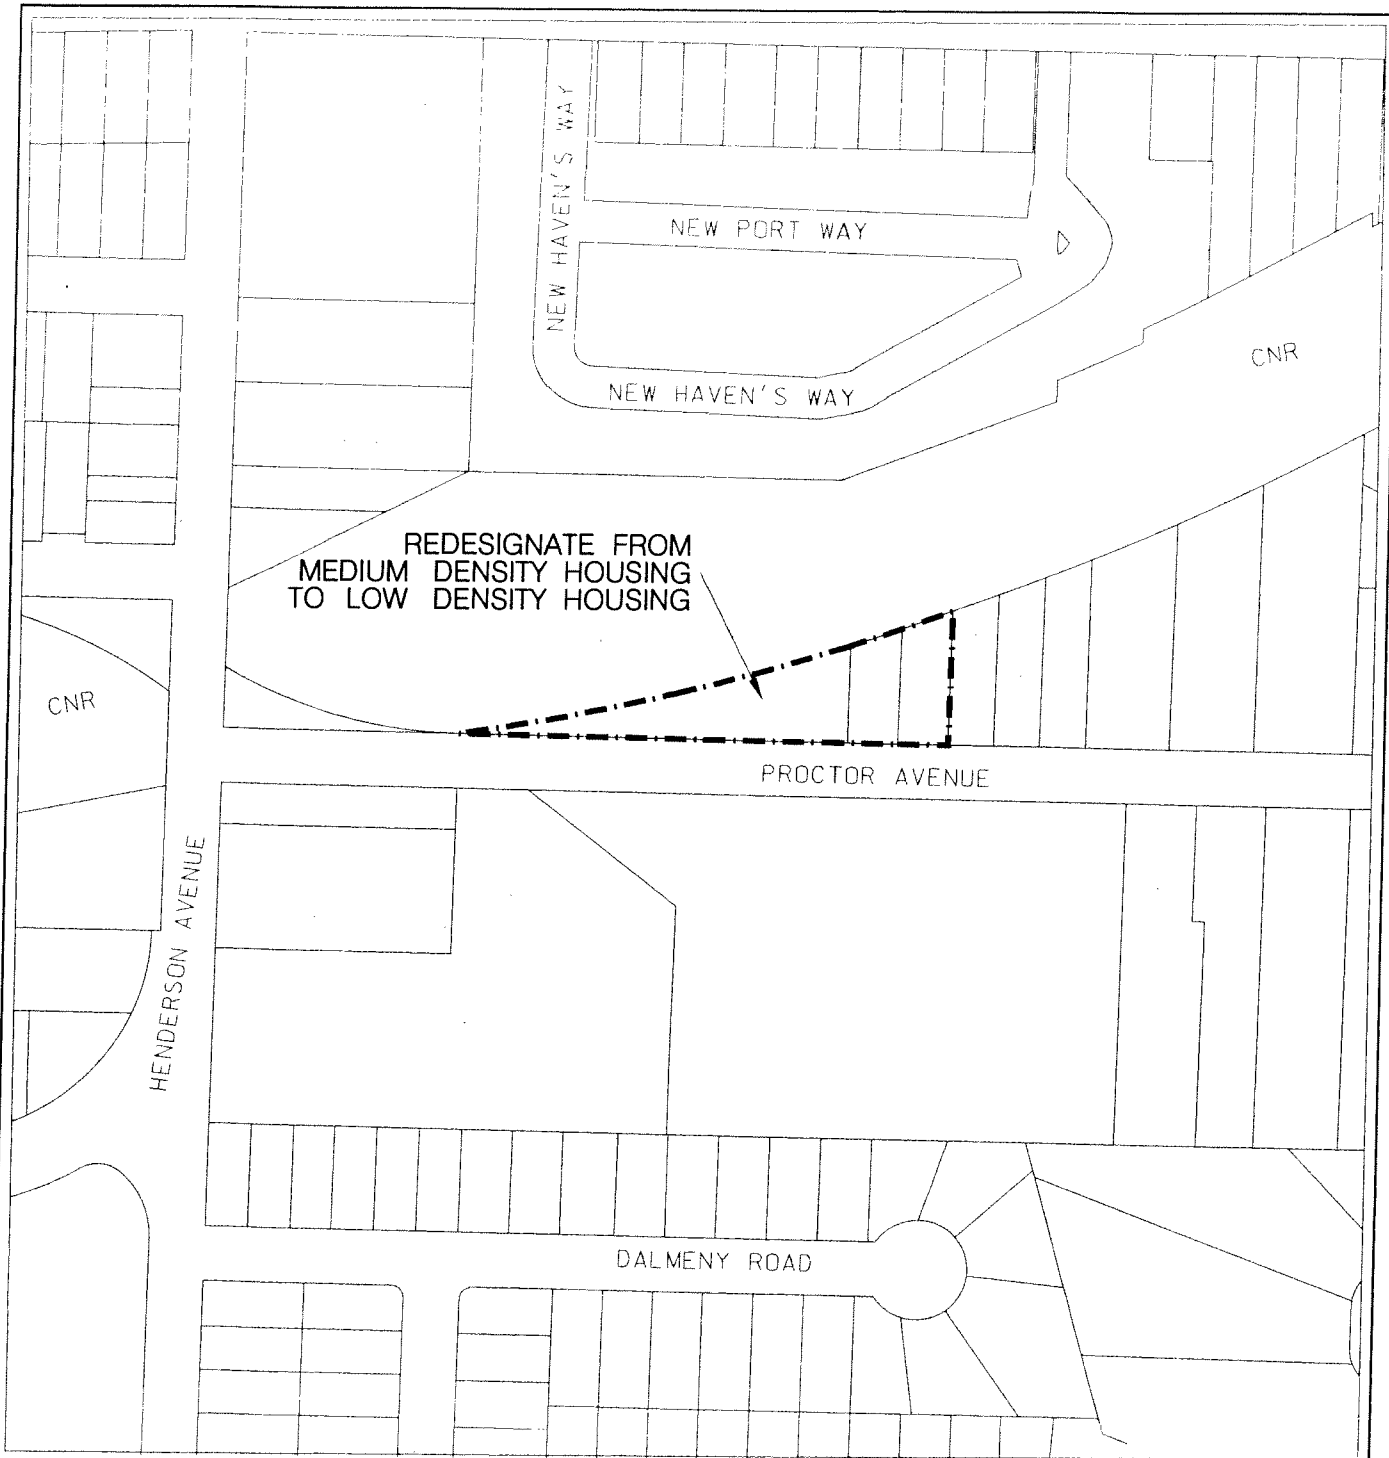 NEW HAVEN'S WAY
NEW PORT WAY
CNR
NEW HAVEN'S WAY
REDESIGNATE FROM
MEDIUM DENSITY HOUSING
TO LOW DENSITY HOUSING
CNR
PROCTOR AVENUE
HENDERSON AVENUE
DALMENY ROAD